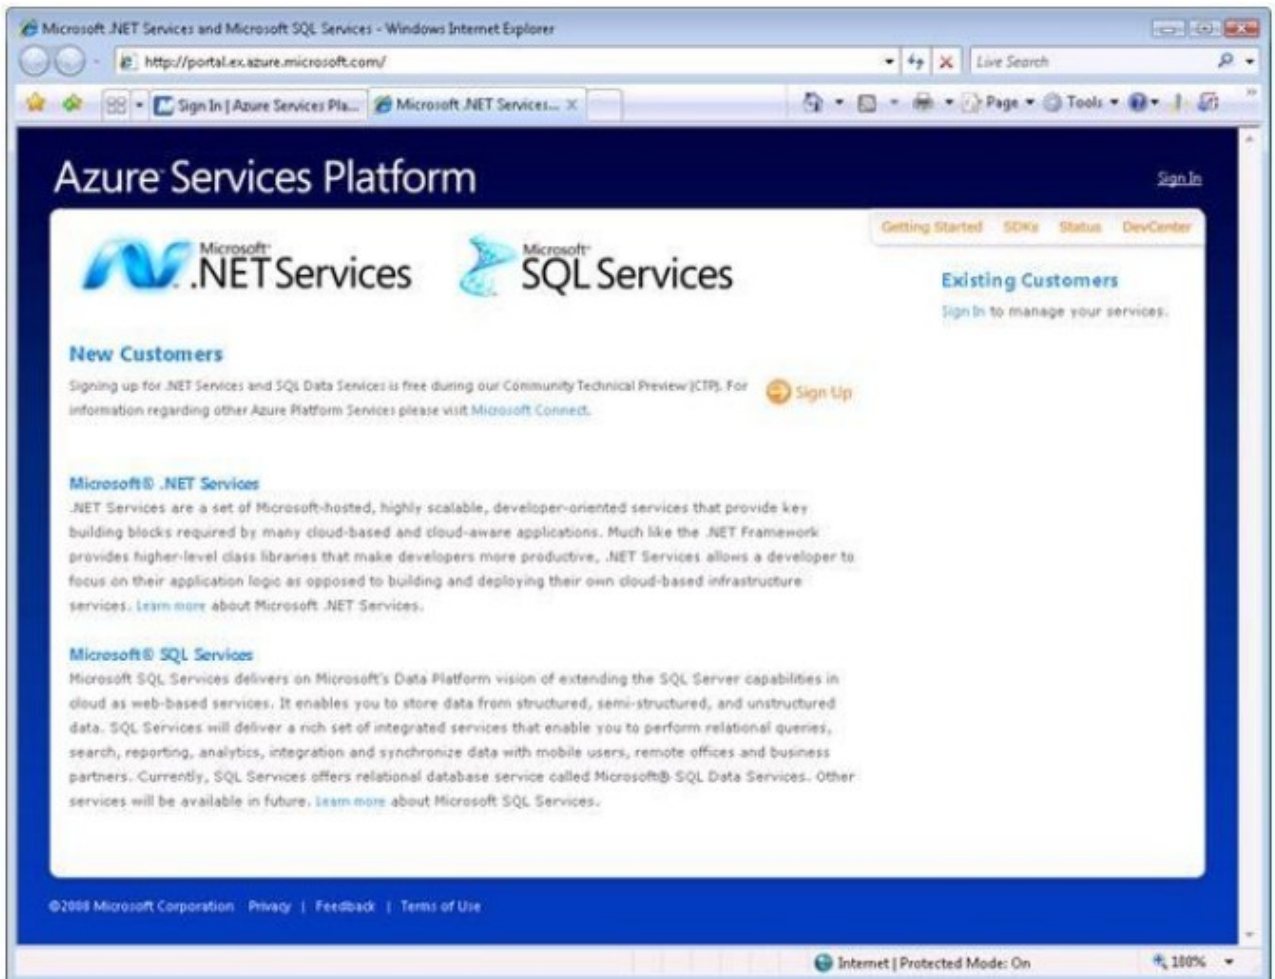 Microsoft .NET Services and Microsoft SQL Services - Windows Internet Explorer
http://portal.ex.azure.microsoft.com/
Live Search
Sign In | Azure Services Pla...
Microsoft .NET Services...
Page
Tools
Azure Services Platform
Sign In
Getting Started SDKs Status DevCenter
Microsoft .NET Services
Microsoft SQL Services
Existing Customers
Sign In to manage your services.
New Customers
Signing up for .NET Services and SQL Data Services is free during our Community Technical Preview (CTP). For
information regarding other Azure Platform Services please visit Microsoft Connect.
Sign Up
Microsoft® .NET Services
.NET Services are a set of Microsoft-hosted, highly scalable, developer-oriented services that provide key
building blocks required by many cloud-based and cloud-aware applications. Much like the .NET Framework
provides higher-level class libraries that make developers more productive, .NET Services allows a developer to
focus on their application logic as opposed to building and deploying their own cloud-based infrastructure
services. Learn more about Microsoft .NET Services.
Microsoft® SQL Services
Microsoft SQL Services delivers on Microsoft's Data Platform vision of extending the SQL Server capabilities in
cloud as web-based services. It enables you to store data from structured, semi-structured, and unstructured
data. SQL Services will deliver a rich set of integrated services that enable you to perform relational queries,
search, reporting, analytics, integration and synchronize data with mobile users, remote offices and business
partners. Currently, SQL Services offers relational database service called Microsoft® SQL Data Services. Other
services will be available in future. Learn more about Microsoft SQL Services.
©2008 Microsoft Corporation Privacy | Feedback | Terms of Use
Internet | Protected Mode: On
100%